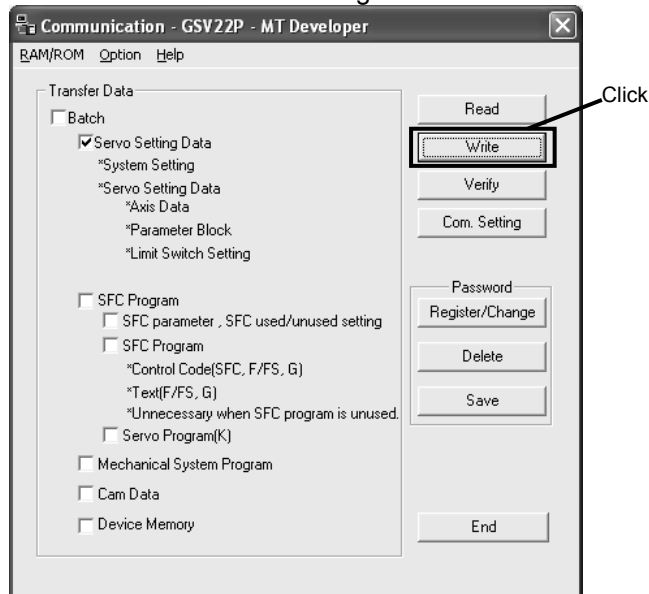 Communication - GSV22P - MT Developer
RAM/ROM Option Help
Transfer Data
Batch
Servo Setting Data
*System Setting
*Servo Setting Data
*Axis Data
*Parameter Block
*Limit Switch Setting
SFC Program
SFC parameter , SFC used/unused setting
SFC Program
*Control Code(SFC, F/FS, G)
*Text(F/FS, G)
*Unnecessary when SFC program is unused.
Servo Program(K)
Mechanical System Program
Cam Data
Device Memory
Read
Click
Write
Verify
Com. Setting
Password
Register/Change
Delete
Save
End